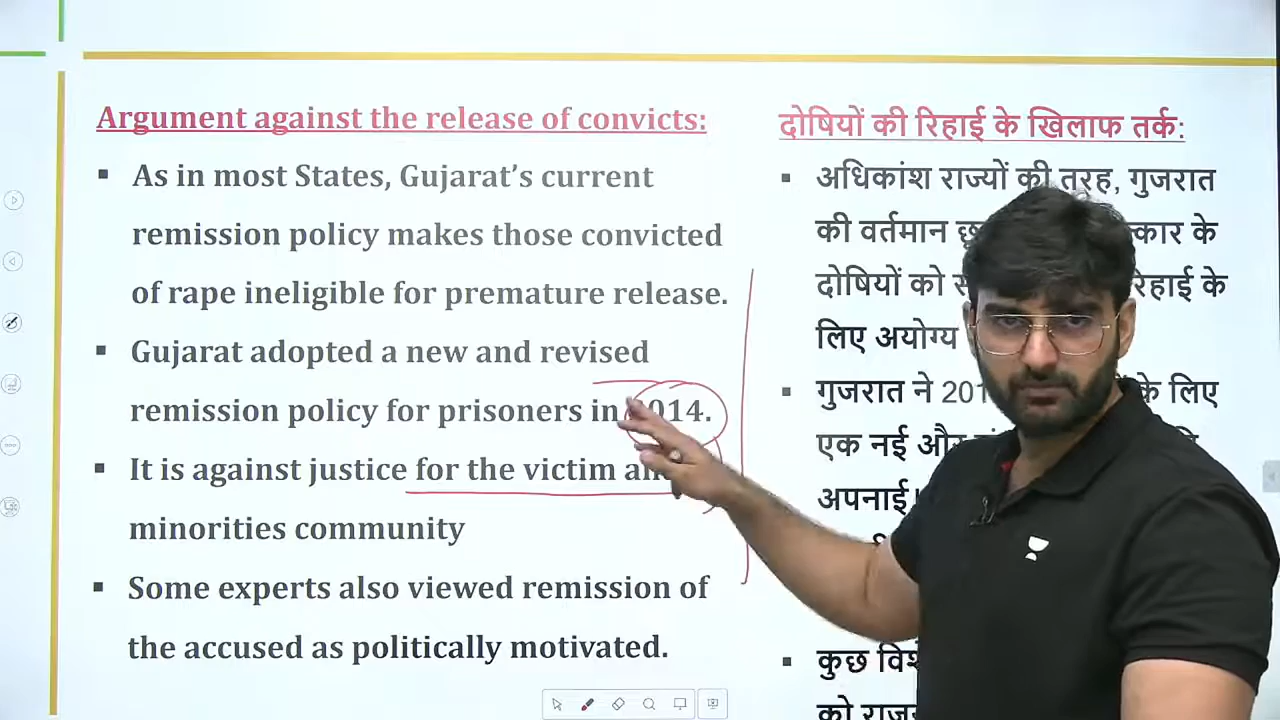 Argument against the release of convicts:
▪ As in most States, Gujarat’s current
remission policy makes those convicted
of rape ineligible for premature release.
▪ Gujarat adopted a new and revised
remission policy for prisoners in 2014.
▪ It is against justice for the victim
minorities community
▪ Some experts also viewed remission of
the accused as politically motivated.
दोषियों की रिहाई के खिलाफ तर्क:
▪ अधिकांश राज्यों की तरह, गुजरात
की वर्तमान के
दोषियों को रिहाई के
लिए अयोग्य
▪ गुजरात ने के लिए
एक नई
अपनाई
▪ कुछ
को